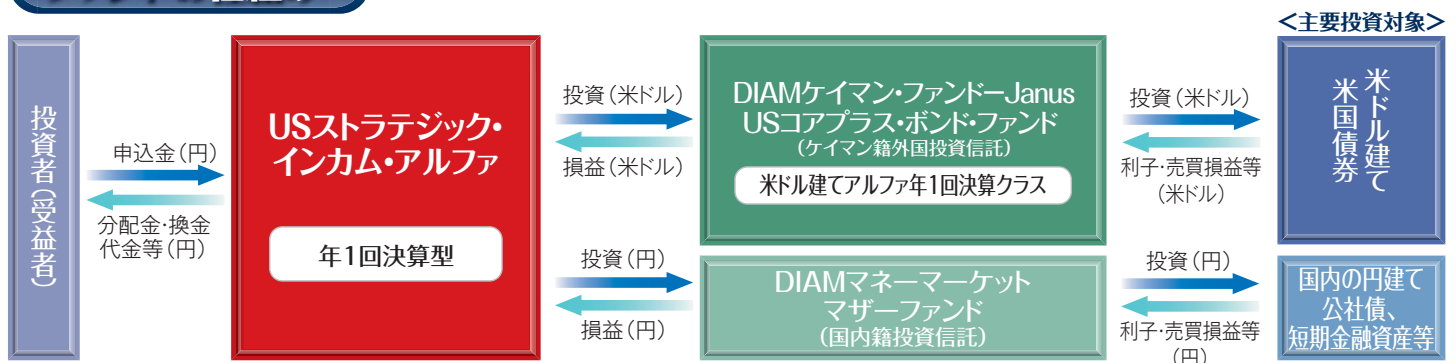 <主要投資対象>
投資者(受益者)
申込金(円)
分配金・換金
代金等(円)
USストラテジック・
インカム・アルファ
年1回決算型
投資(米ドル)
損益(米ドル)
投資(円)
損益(円)
DIAMケイマン・ファンドーJanus
USコアプラス・ボンド・ファンド
(ケイマン籍外国投資信託)
米ドル建てアルファ年1回決算クラス
DIAMマネーマーケット
マザーファンド
(国内籍投資信託)
投資(米ドル)
利子・売買損益等
(米ドル)
投資(円)
利子・売買損益等
(円)
米ドル建て
米国債券
国内の円建て
公社債、
短期金融資産等